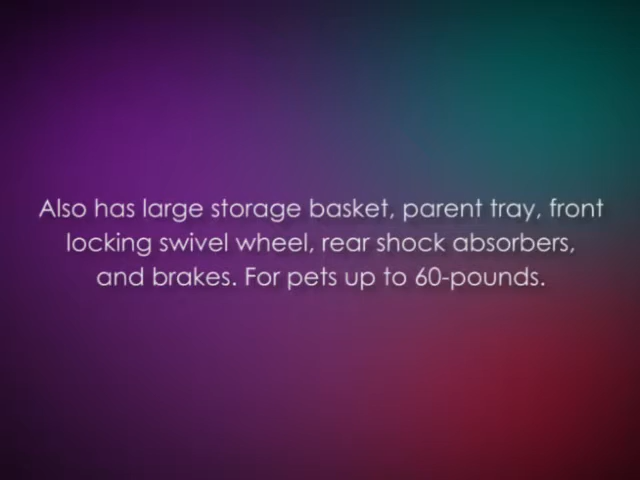 Also has large storage basket, parent tray, front
locking swivel wheel, rear shock absorbers,
and brakes. For pets up to 60-pounds.